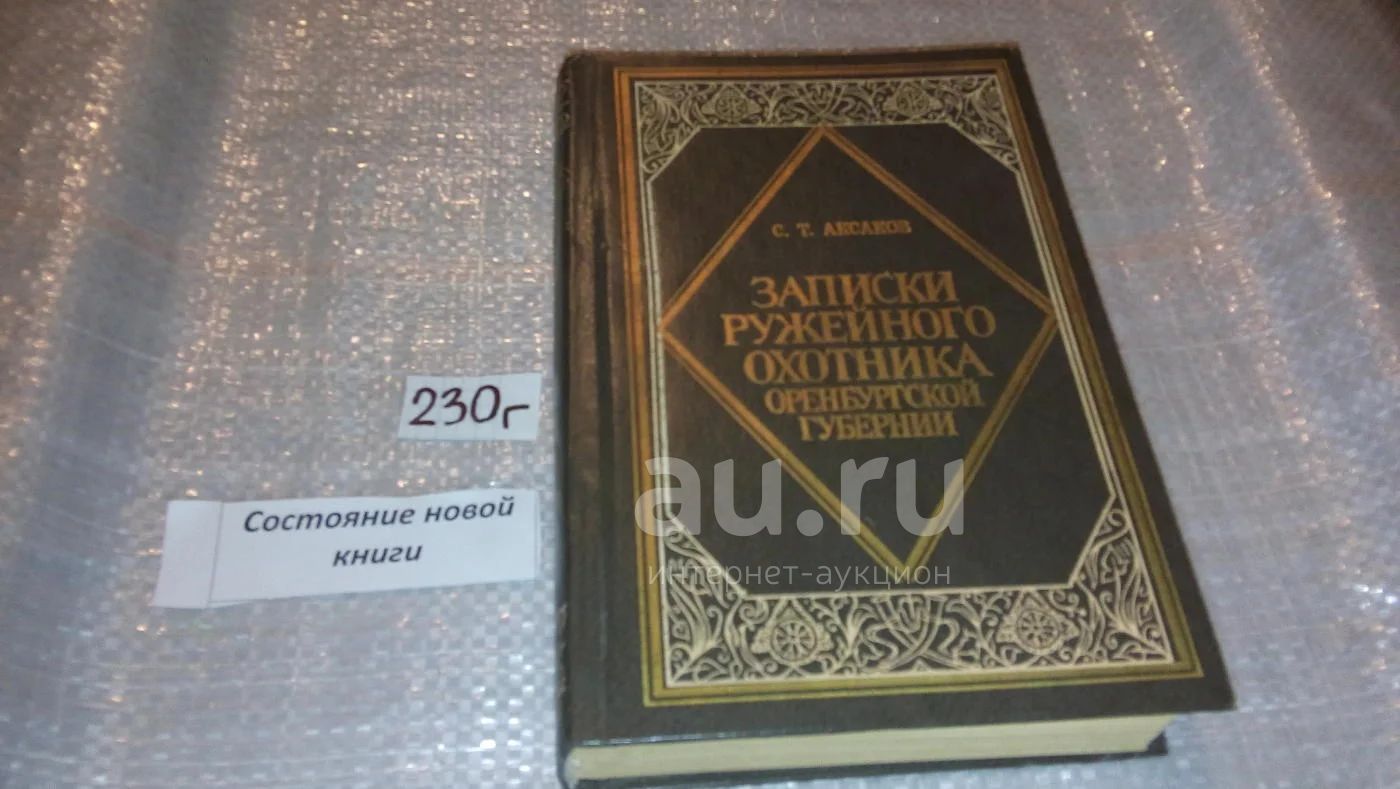 С. Т. АКСАКОВ
ЗАПИСКИ
РУЖЕЙНОГО
ОХОТНИКА
ОРЕНБУРГСКОЙ
ГУБЕРНИИ
230г
Состояние новой
книги
au.ru
интернет-аукцион